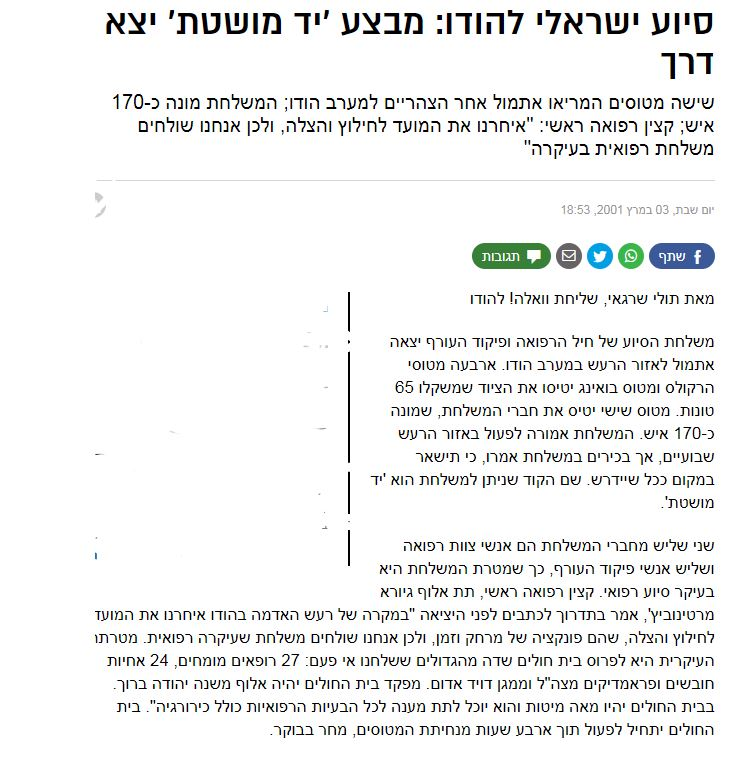 סיוע ישראלי להודו: מבצע 'יד מושטת' יצא
דרך
שישה מטוסים המריאו אתמול אחר הצהריים למערב הודו; המשלחת מונה כ-170
איש; קצין רפואה ראשי: "איחרנו את המועד לחילוץ והצלה, ולכן אנחנו שולחים
משלחת רפואית בעיקרה"
יום שבת, 03 במרץ 2001, 18:53
שתף
תגובות
מאת תולי שרגאי, שליחת וואלה! להודו
משלחת הסיוע של חיל הרפואה ופיקוד העורף יצאה
אתמול לאזור הרעש במערב הודו. ארבעה מטוסי
הרקולס ומטוס בואינג יטיסו את הציוד שמשקלו 65
טונות. מטוס שישי יטיס את חברי המשלחת, שמונה
כ-170 איש. המשלחת אמורה לפעול באזור הרעש
שבועיים, אך בכירים במשלחת אמרו, כי תישאר
במקום ככל שיידרש. שם הקוד שניתן למשלחת הוא 'יד
מושטת'.
שני שליש מחברי המשלחת הם אנשי צוות רפואה
ושליש אנשי פיקוד העורף, כך שמטרת המשלחת היא
בעיקר סיוע רפואי. קצין רפואה ראשי, תת אלוף גיורא
מרטינוביץ', אמר בתדרוך לכתבים לפני היציאה "במקרה של רעש האדמה בהודו איחרנו את המועד
לחילוץ והצלה, שהם פונקציה של מרחק וזמן, ולכן אנחנו שולחים משלחת שעיקרה רפואית. מטרתה
העיקרית היא לפרוס בית חולים שדה מהגדולים ששלחנו אי פעם: 27 רופאים מומחים, 24 אחיות
חובשים ופראמדיקים מצה"ל וממגן דויד אדום. מפקד בית החולים יהיה אלוף משנה יהודה ברוך.
בבית החולים יהיו מאה מיטות והוא יוכל לתת מענה לכל הבעיות הרפואיות כולל כירורגיה". בית
החולים יתחיל לפעול תוך ארבע שעות מנחיתת המטוסים, מחר בבוקר.